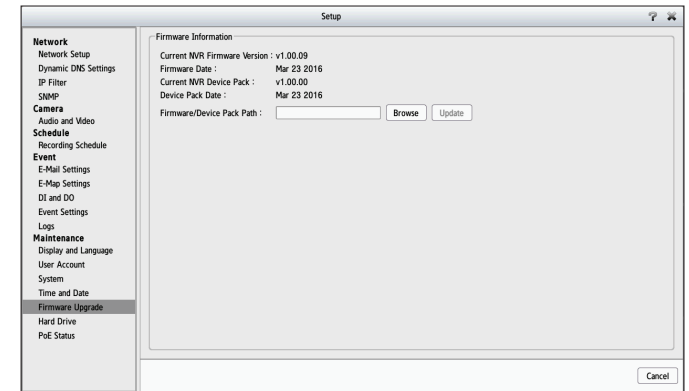 Setup
?
Network
Network Setup
Dynamic DNS Settings
IP Filter
SNMP
Camera
Audio and Video
Schedule
Recording Schedule
Event
E-Mail Settings
E-Map Settings
DI and DO
Event Settings
Logs
Maintenance
Display and Language
User Account
System
Time and Date
Firmware Upgrade
Hard Drive
PoE Status
Firmware Information
Current NVR Firmware Version : v1.00.09
Firmware Date : Mar 23 2016
Current NVR Device Pack : v1.00.00
Device Pack Date : Mar 23 2016
Firmware/Device Pack Path : Browse Update
Cancel